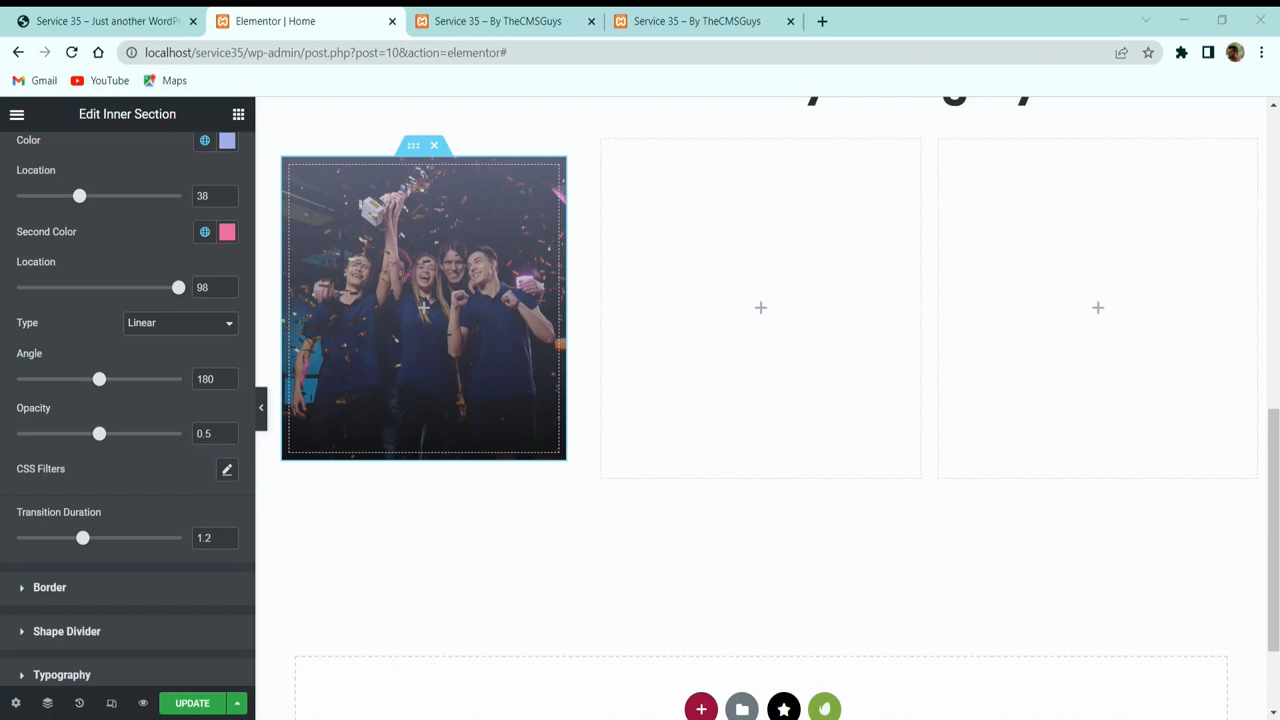 Service 35 – Just another WordPr
Elementor | Home
Service 35 – By TheCMSGuys
Service 35 – By TheCMSGuys
localhost/service35/wp-admin/post.php?post=10&action=elementor#
Gmail
YouTube
Maps
Edit Inner Section
Color
Location
38
Second Color
Location
98
Type
Linear
Angle
180
Opacity
0.5
CSS Filters
Transition Duration
1.2
Border
Shape Divider
Typography
UPDATE